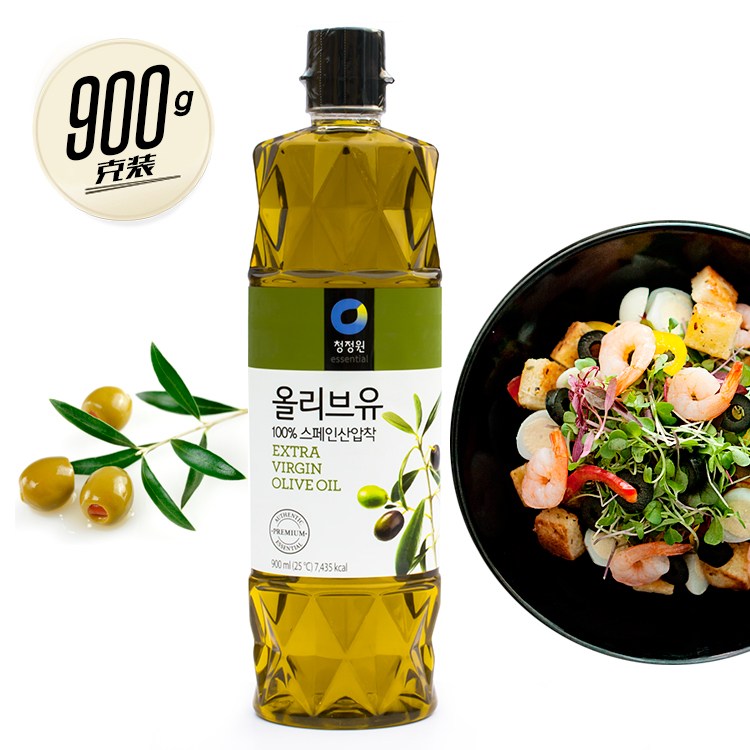 900g
克装
청정원
essential
올리브유
100% 스페인산압착
EXTRA
VIRGIN
OLIVE OIL
AUTHENTIC
PREMIUM
ESSENTIAL
900 ml (25 °C) 7,435 kcal